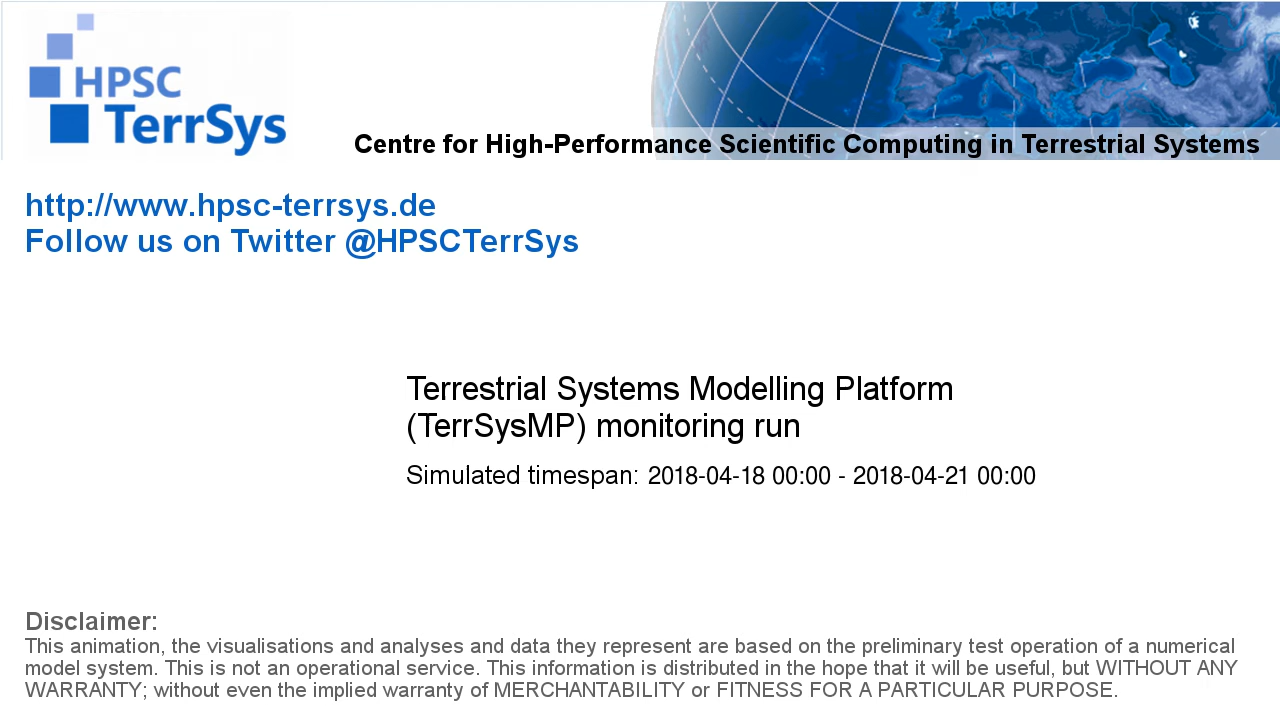 HPSC
TerrSys
Centre for High-Performance Scientific Computing in Terrestrial Systems
http://www.hpsc-terrsys.de
Follow us on Twitter @HPSCTerrSys
Terrestrial Systems Modelling Platform
(TerrSysMP) monitoring run
Simulated timespan: 2018-04-18 00:00 - 2018-04-21 00:00
Disclaimer:
This animation, the visualisations and analyses and data they represent are based on the preliminary test operation of a numerical
model system. This is not an operational service. This information is distributed in the hope that it will be useful, but WITHOUT ANY
WARRANTY; without even the implied warranty of MERCHANTABILITY or FITNESS FOR A PARTICULAR PURPOSE.